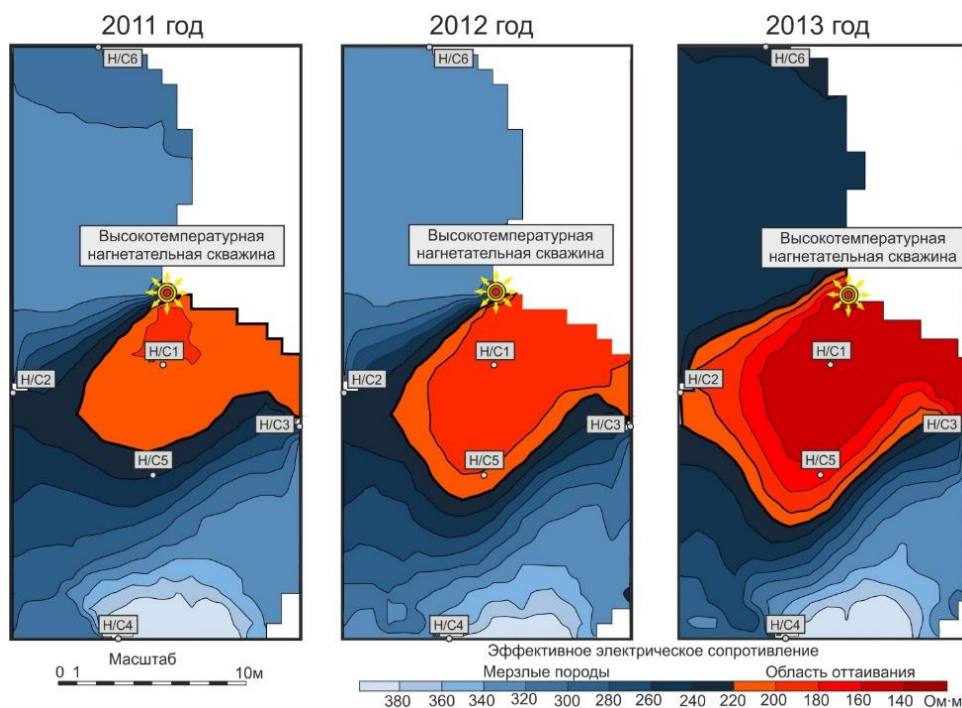 2011 год
2012 год
2013 год
Н/С6
Н/С6
Н/С6
Высокотемпературная
нагнетательная скважина
Высокотемпературная
нагнетательная скважина
Высокотемпературная
нагнетательная скважина
Н/С1
Н/С2
Н/С3
Н/С5
Н/С4
Н/С1
Н/С2
Н/С3
Н/С5
Н/С4
Н/С1
Н/С2
Н/С3
Н/С5
Н/С4
Масштаб
0 1 10м
Эффективное электрическое сопротивление
Мерзлые породы Область оттаивания
380 360 340 320 300 280 260 240 220 200 180 160 140 Ом·м